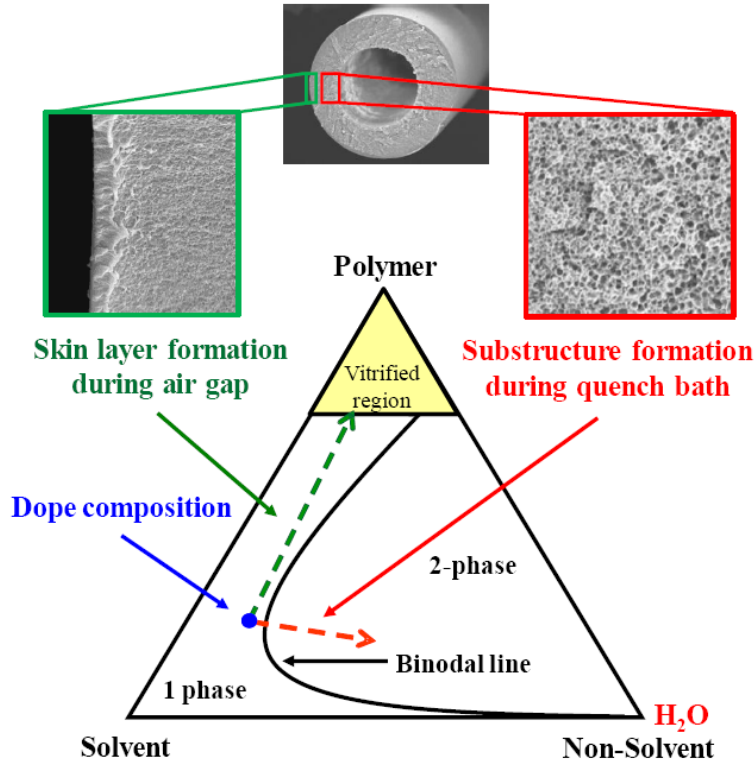 Polymer
Skin layer formation
during air gap
Substructure formation
during quench bath
Vitrified
region
Dope composition
2-phase
Binodal line
1 phase
H₂O
Solvent
Non-Solvent